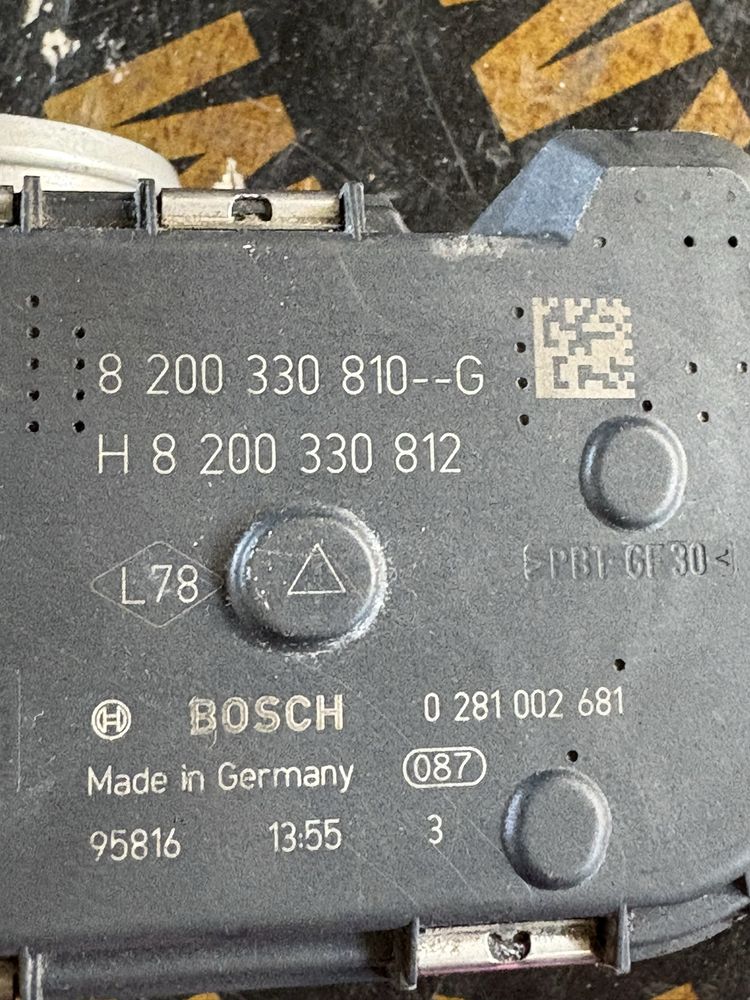 8 200 330 810--G
H 8 200 330 812
L78
>PBT-GF30<
BOSCH 0 281 002 681
Made in Germany 087
95816 13:55 3